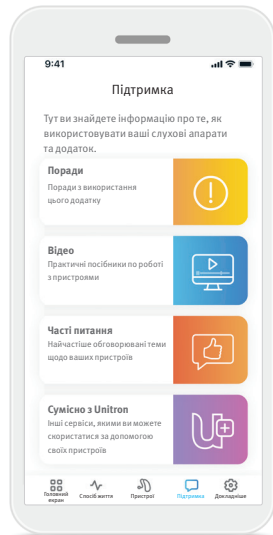 9:41
Підтримка
Тут ви знайдете інформацію про те, як
використовувати ваші слухові апарати
та додаток.
Поради
Поради з використання
цього додатку
Відео
Практичні посібники по роботі
з пристроями
Часті питання
Найчастіше обговорювані теми
щодо ваших пристроїв
Сумісно з Unitron
Інші сервіси, якими ви можете
скористатися за допомогою
своїх пристроїв
Головний
екран
Спосіб життя
Пристрої
Підтримка
Докладніше